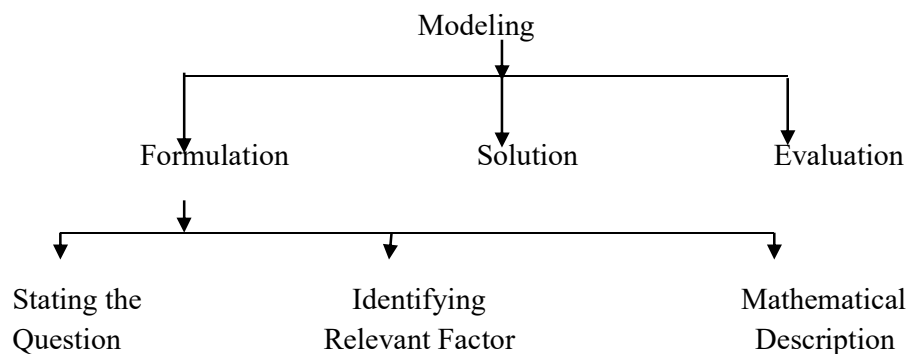 Modeling
Formulation Solution Evaluation
Stating the Identifying Mathematical
Question Relevant Factor Description